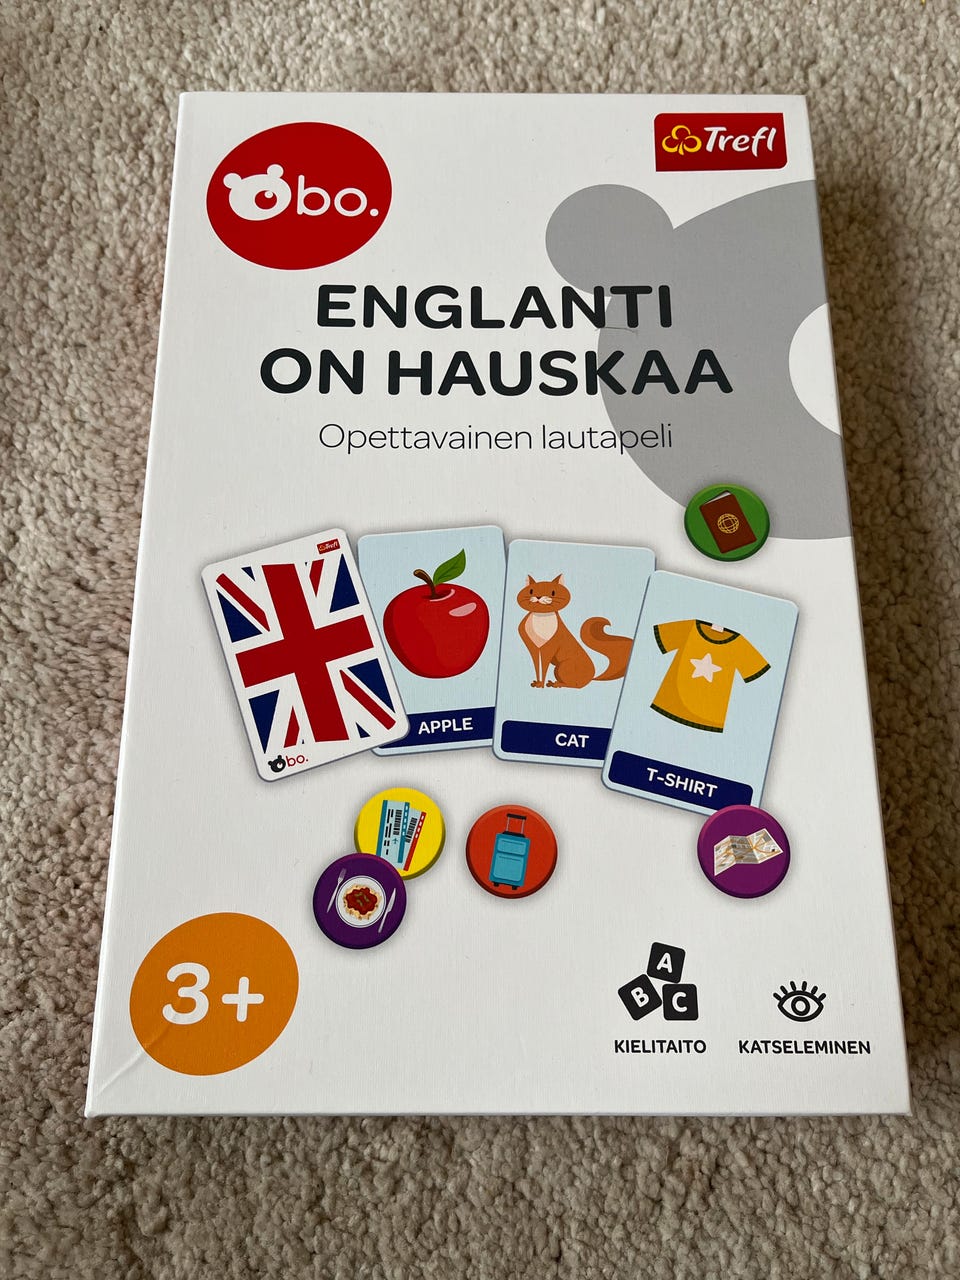 bo.
Trefl
ENGLANTI
ON HAUSKAA
Opettavainen lautapeli
Trefl
bo.
APPLE
CAT
T-SHIRT
3+
A
B C
KIELITAITO
KATSELEMINEN